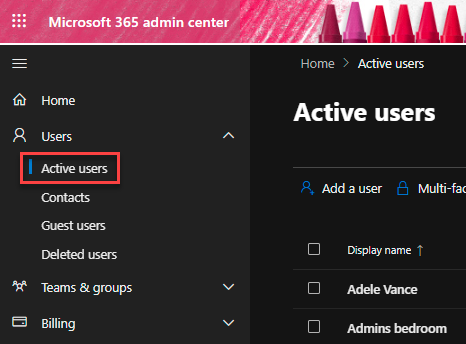 Microsoft 365 admin center
Home
Users
Active users
Contacts
Guest users
Deleted users
Teams & groups
Billing
Home > Active users
Active users
Add a user Multi-fac
Display name ↑
Adele Vance
Admins bedroom